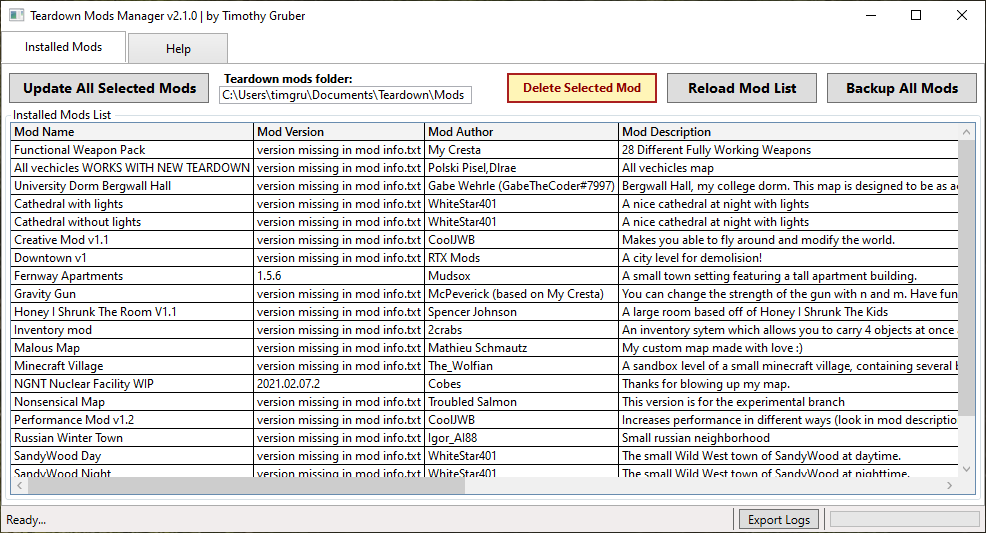 Teardown Mods Manager v2.1.0 | by Timothy Gruber
Installed Mods Help
Update All Selected Mods
Teardown mods folder:
C:\Users\timgru\Documents\Teardown\Mods
Delete Selected Mod
Reload Mod List
Backup All Mods
Installed Mods List
Mod Name Mod Version Mod Author Mod Description
Functional Weapon Pack version missing in mod info.txt My Cresta 28 Different Fully Working Weapons
All vechicles WORKS WITH NEW TEARDOWN version missing in mod info.txt Polski Pisel,Dlrae All vechicles map
University Dorm Bergwall Hall version missing in mod info.txt Gabe Wehrle (GabeTheCoder#7997) Bergwall Hall, my college dorm. This map is designed to be as ac
Cathedral with lights version missing in mod info.txt WhiteStar401 A nice cathedral at night with lights
Cathedral without lights version missing in mod info.txt WhiteStar401 A nice cathedral at night with lights
Creative Mod v1.1 version missing in mod info.txt CoolJWB Makes you able to fly around and modify the world.
Downtown v1 version missing in mod info.txt RTX Mods A city level for demolision!
Fernway Apartments 1.5.6 Mudsox A small town setting featuring a tall apartment building.
Gravity Gun version missing in mod info.txt McPeverick (based on My Cresta) You can change the strength of the gun with n and m. Have fun
Honey I Shrunk The Room V1.1 version missing in mod info.txt Spencer Johnson A large room based off of Honey I Shrunk The Kids
Inventory mod version missing in mod info.txt 2crabs An inventory sytem which allows you to carry 4 objects at once
Malous Map version missing in mod info.txt Mathieu Schmautz My custom map made with love :)
Minecraft Village version missing in mod info.txt The_Wolfian A sandbox level of a small minecraft village, containing several b
NGNT Nuclear Facility WIP 2021.02.07.2 Cobes Thanks for blowing up my map.
Nonsensical Map version missing in mod info.txt Troubled Salmon This version is for the experimental branch
Performance Mod v1.2 version missing in mod info.txt CoolJWB Increases performance in different ways (look in mod descriptio
Russian Winter Town version missing in mod info.txt Igor_Al88 Small russian neighborhood
SandyWood Day version missing in mod info.txt WhiteStar401 The small Wild West town of SandyWood at daytime.
SandyWood Night version missing in mod info.txt WhiteStar401 The small Wild West town of SandyWood at nighttime.
Ready... Export Logs